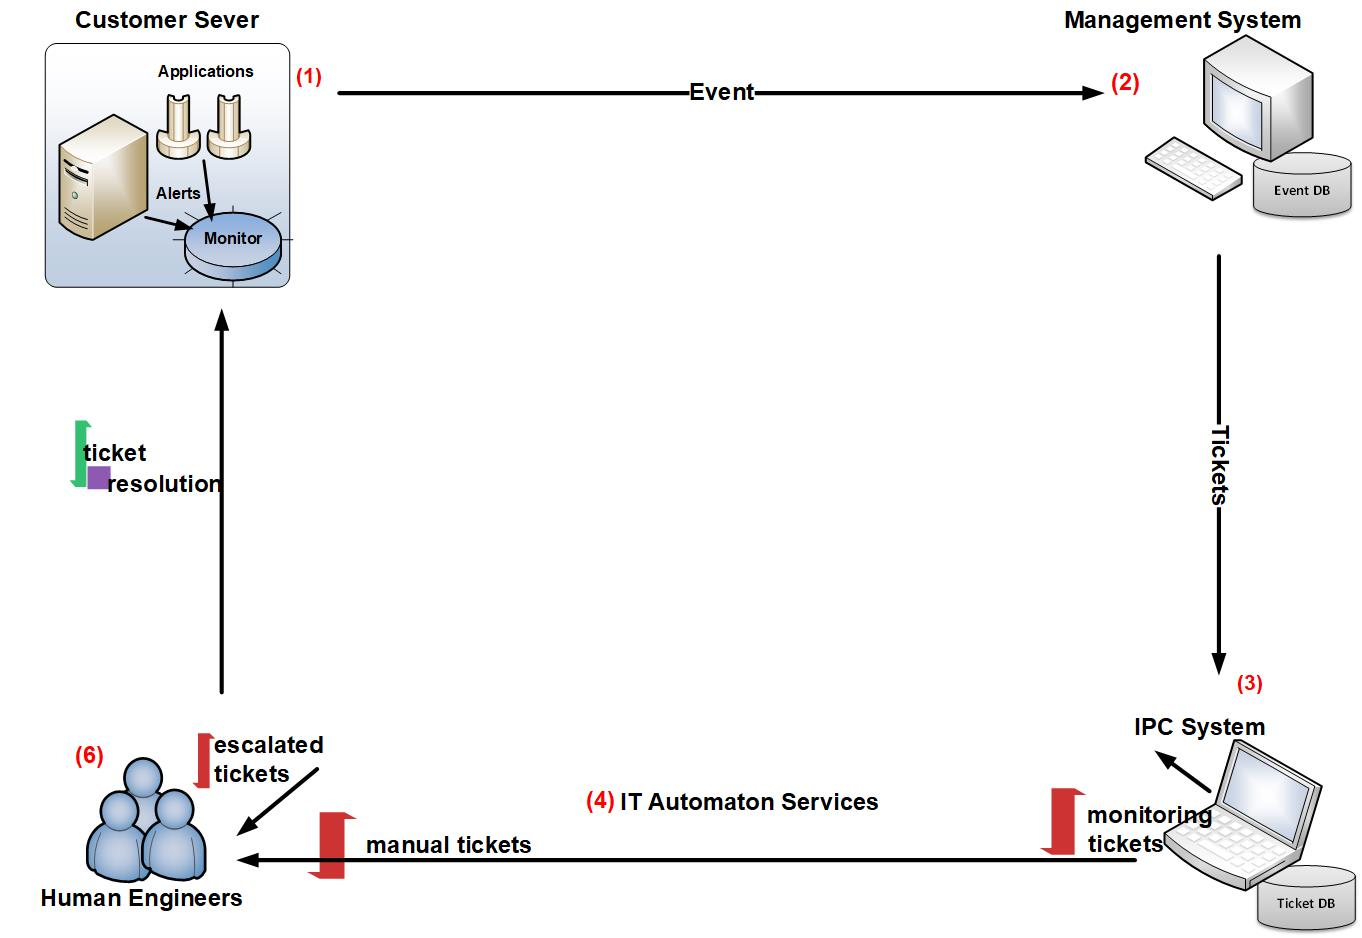 Customer Sever
Management System
Applications
(1)
Event
(2)
Alerts
Monitor
Event DB
ticket
resolution
Tickets
(3)
IPC System
(6)
escalated
tickets
(4) IT Automaton Services
monitoring
tickets
manual tickets
Human Engineers
Ticket DB